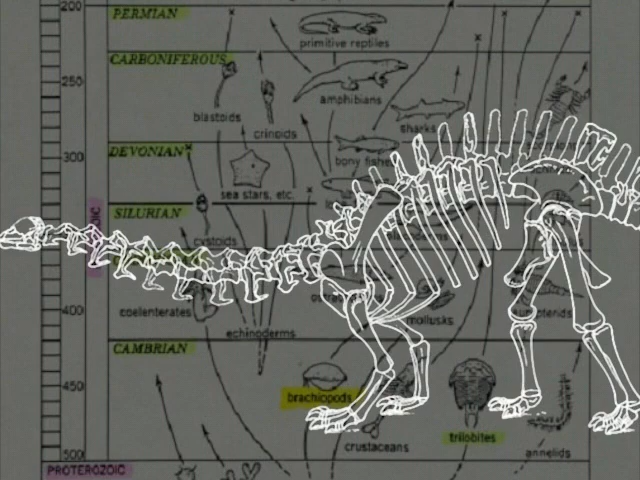 200
PERMIAN
primitive reptiles
CARBONIFEROUS
250
amphibians
blastoids
sharks
crinoids
DEVONIAN
300
bony fishes
sea stars, etc.
SILURIAN
cystoids
coelenterates
400
mollusks
echinoderms
CAMBRIAN
450
brachiopods
trilobites
crustaceans
annelids
500
PROTEROZOIC